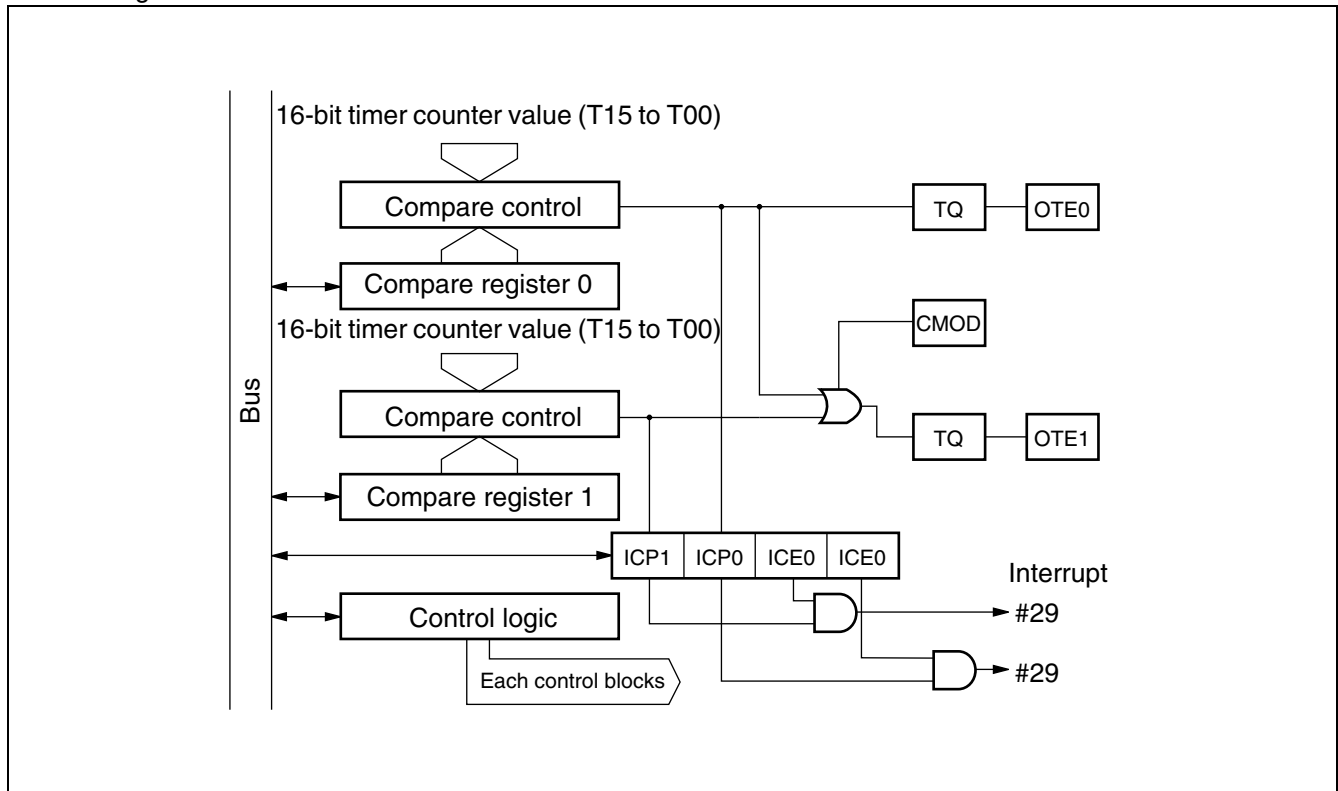 16-bit timer counter value (T15 to T00)
Compare control
TQ
OTE0
Compare register 0
CMOD
16-bit timer counter value (T15 to T00)
Bus
Compare control
TQ
OTE1
Compare register 1
ICP1
ICP0
ICE0
ICE0
Interrupt
#29
Control logic
#29
Each control blocks